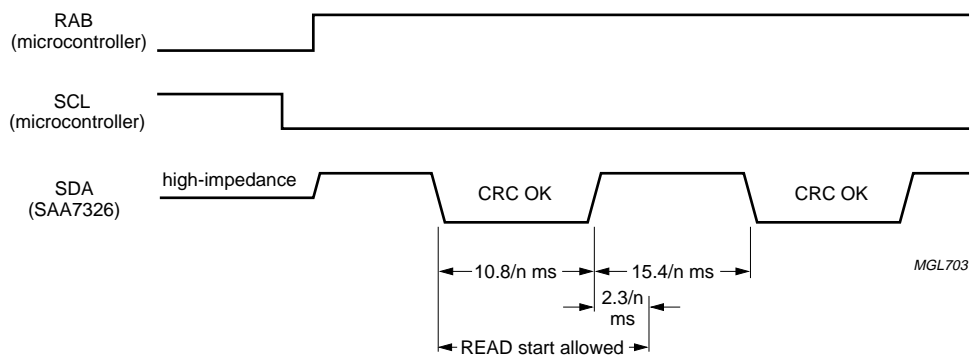 RAB
(microcontroller)
SCL
(microcontroller)
SDA
(SAA7326)
high-impedance
CRC OK
CRC OK
10.8/n ms
15.4/n ms
2.3/n
ms
READ start allowed
MGL703